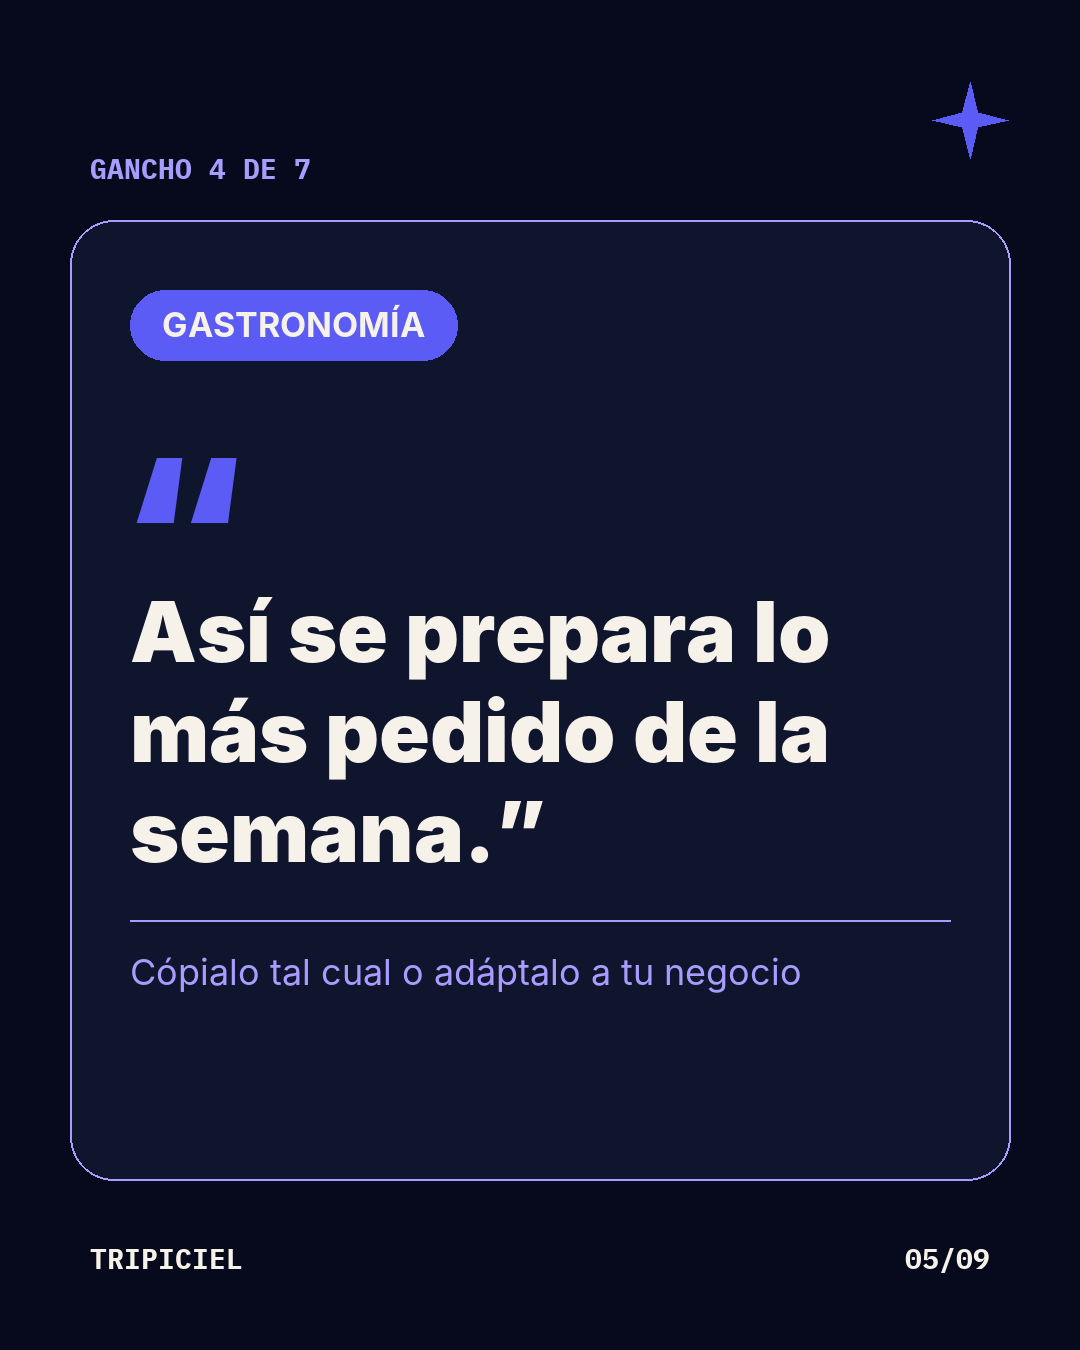 GANCHO 4 DE 7
GASTRONOMÍA
“
Así se prepara lo
más pedido de la
semana.”
Cópialo tal cual o adáptalo a tu negocio
TRIPICIEL
05/09